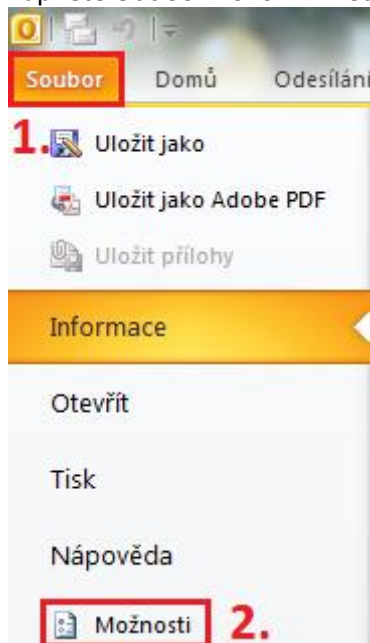 Soubor Domů Odesílání
1. Uložit jako
Uložit jako Adobe PDF
Uložit přílohy
Informace
Otevřít
Tisk
Nápověda
Možnosti 2.